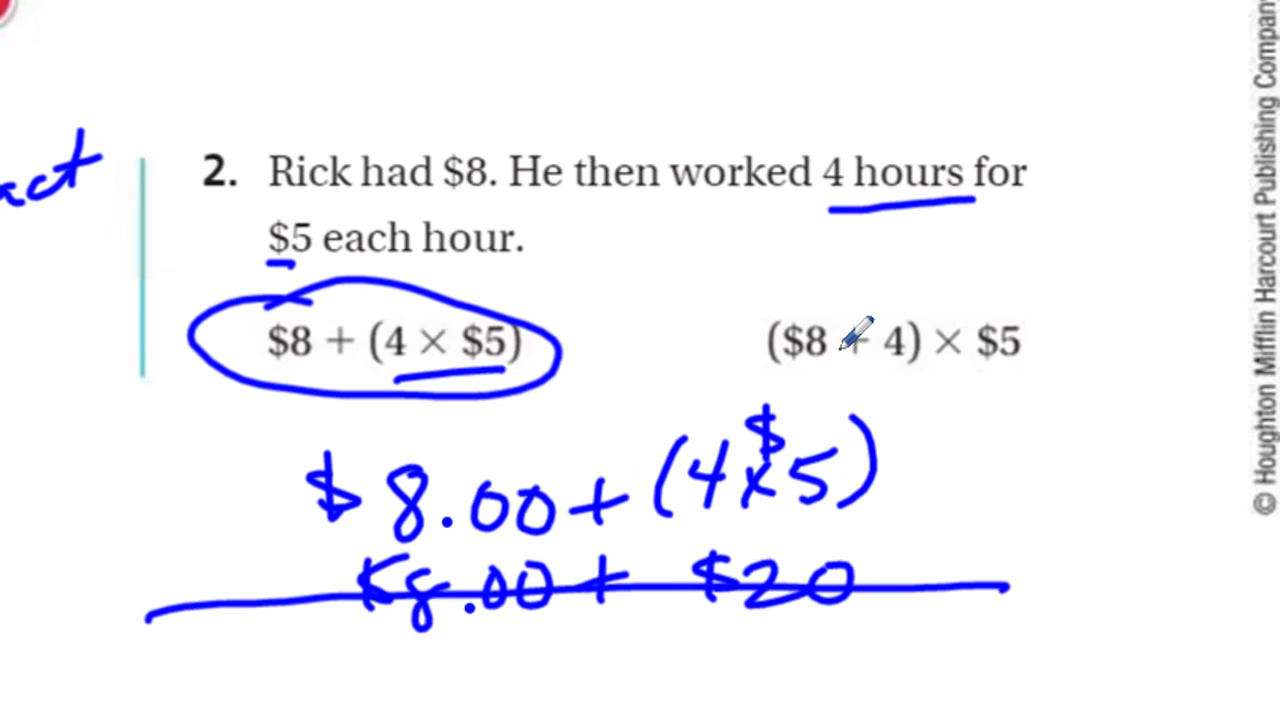 act
2. Rick had $8. He then worked 4 hours for
$5 each hour.
$8 + (4 × $5)
($8 + 4) × $5
$8.00 + (4 x $5)
$8.00 + $20
© Houghton Mifflin Harcourt Publishing Company